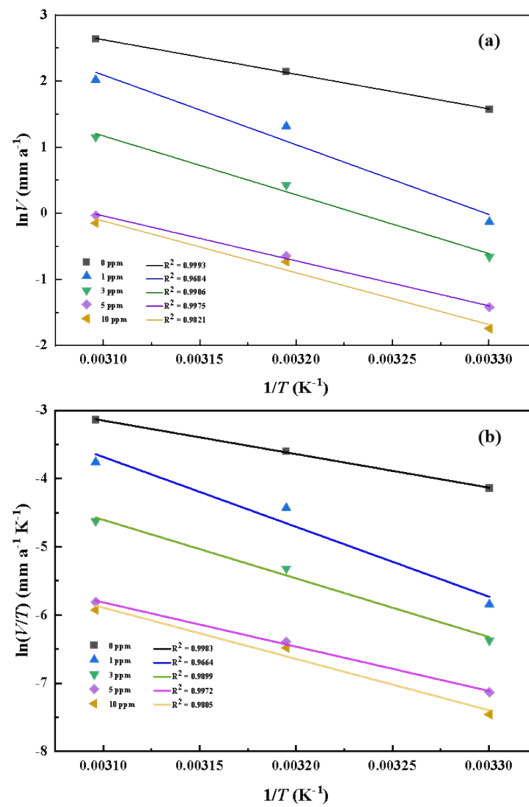 (a)
3
2
1
0
-1
-2
lnV (mm a⁻¹)
0 ppm R² = 0.9993
1 ppm R² = 0.9684
3 ppm R² = 0.9906
5 ppm R² = 0.9975
10 ppm R² = 0.9821
0.00310 0.00315 0.00320 0.00325 0.00330
1/T (K⁻¹)
(b)
-3
-4
-5
-6
-7
-8
ln(V/T) (mm a⁻¹ K⁻¹)
0 ppm R² = 0.9983
1 ppm R² = 0.9664
3 ppm R² = 0.9899
5 ppm R² = 0.9972
10 ppm R² = 0.9805
0.00310 0.00315 0.00320 0.00325 0.00330
1/T (K⁻¹)